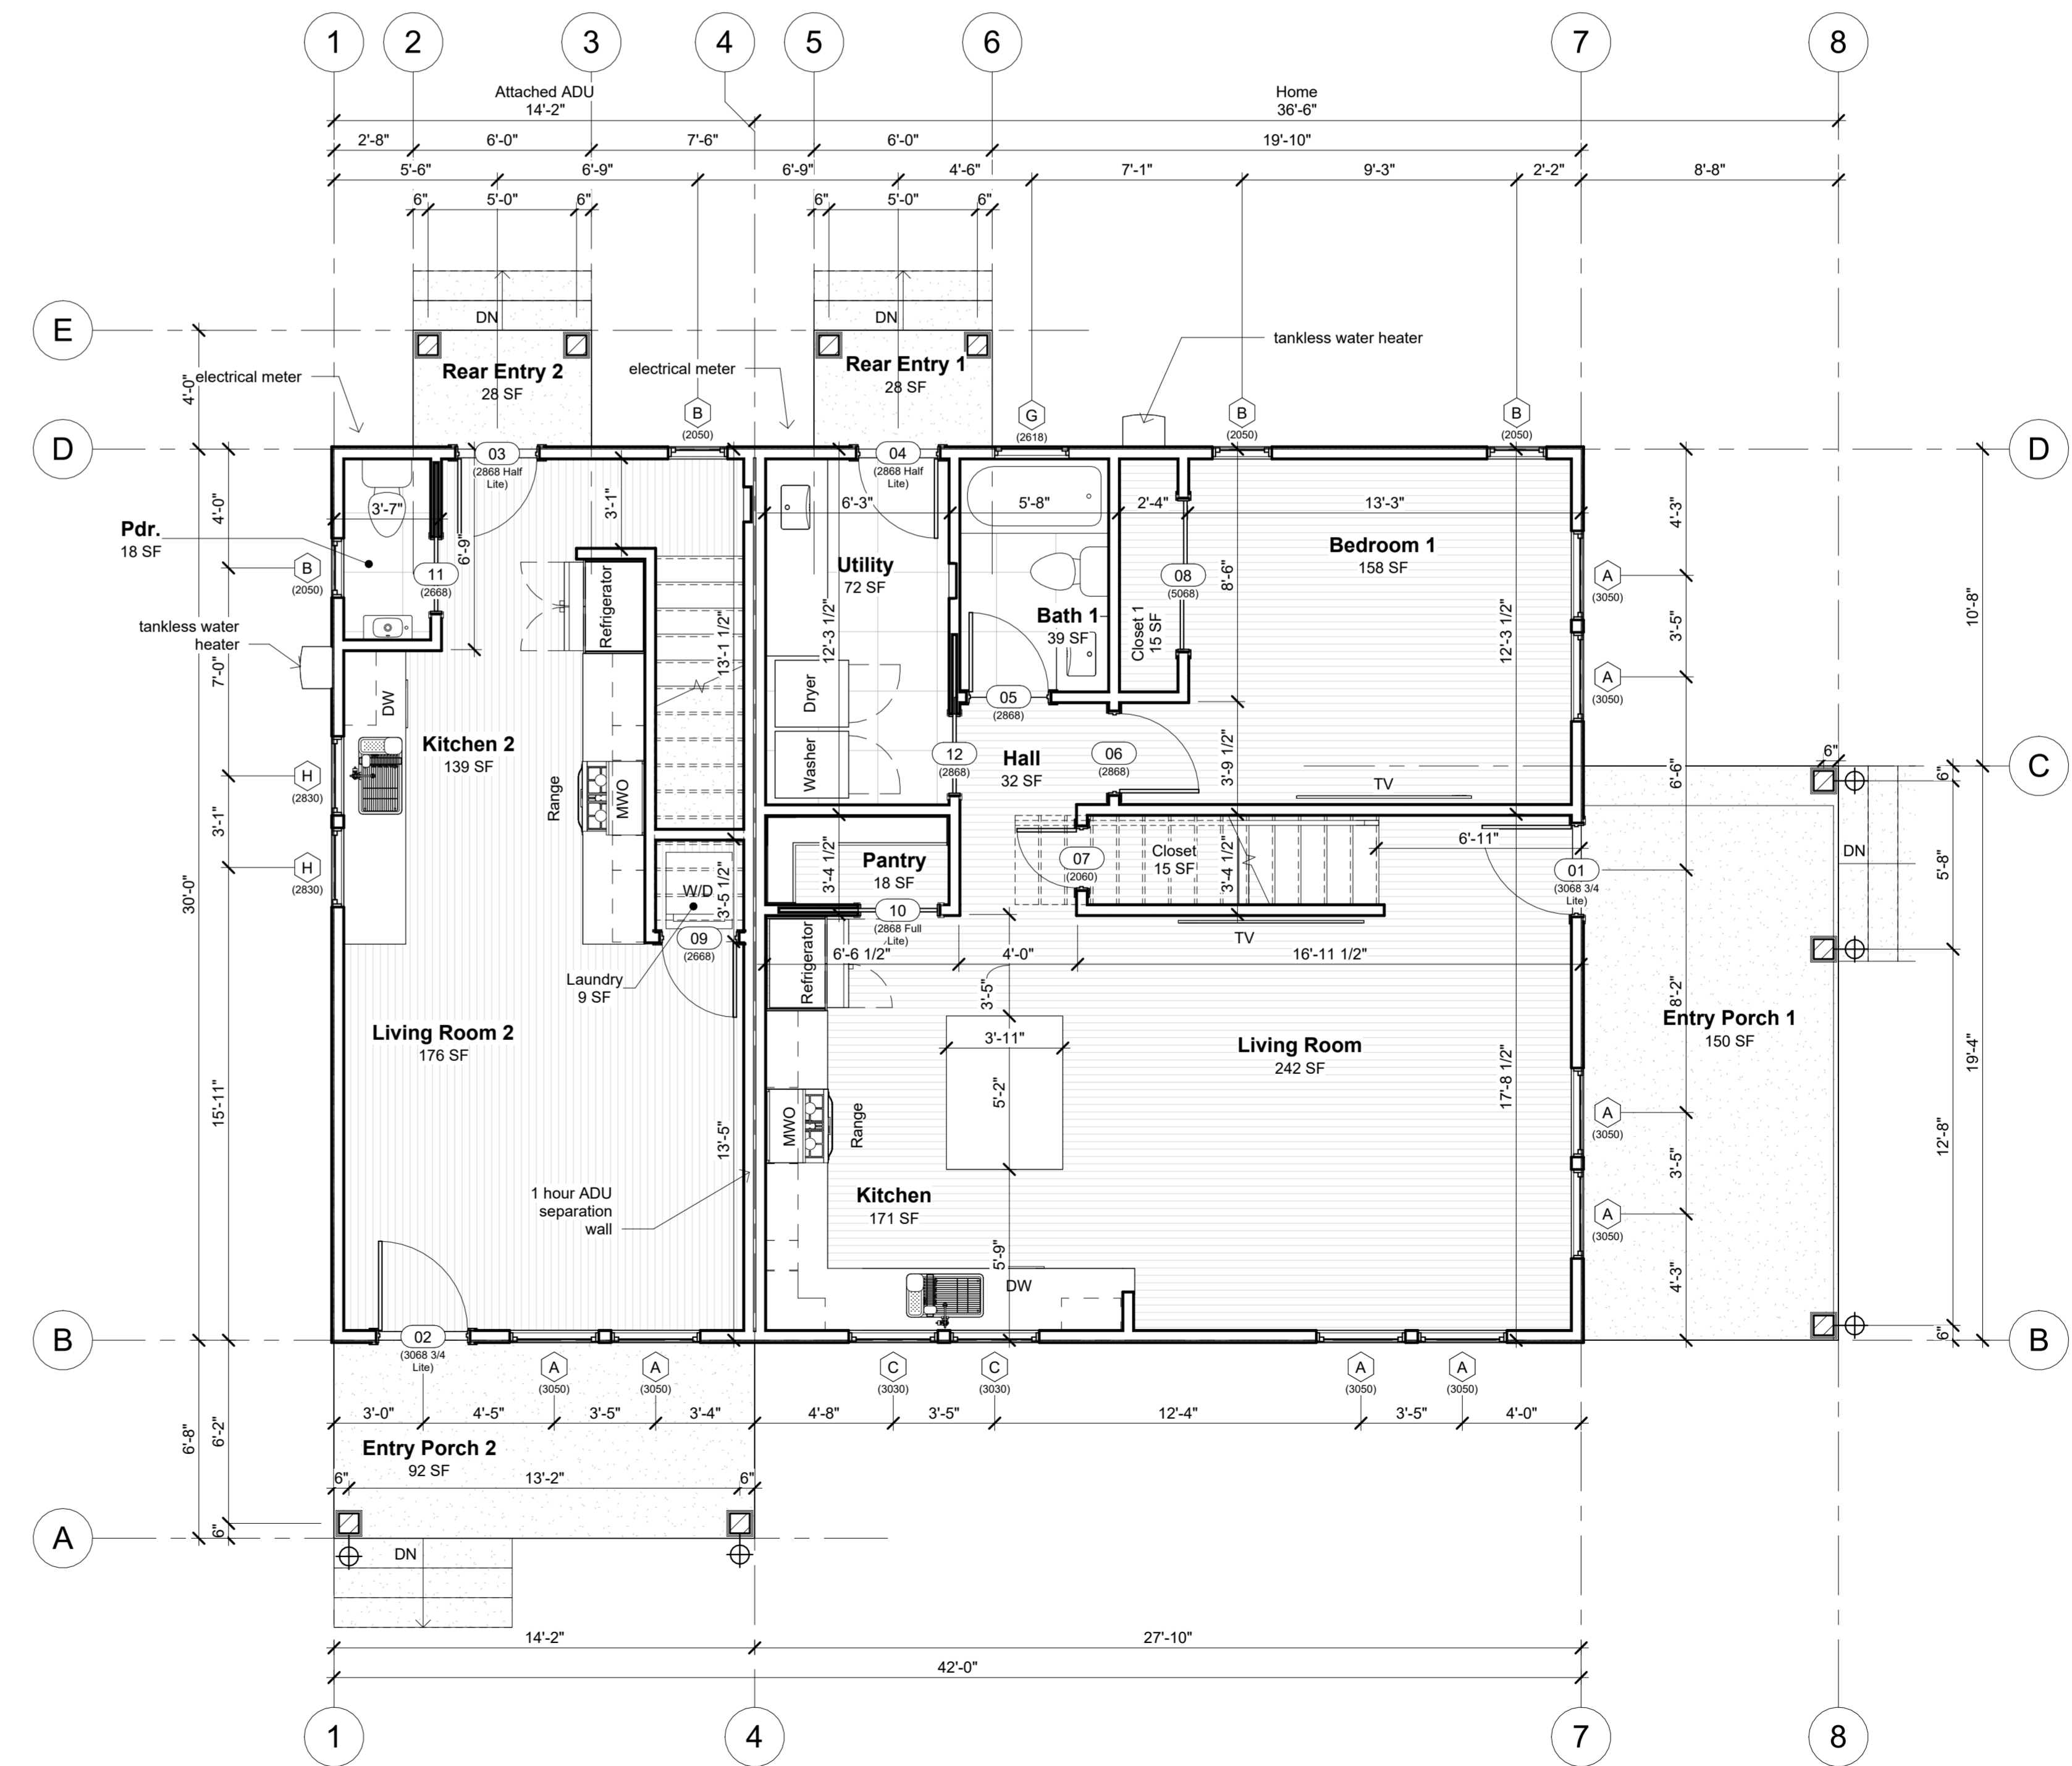 1 2 3 4 5 6 7 8
Attached ADU
14'-2"
Home
36'-6"
2'-8" 6'-0" 7'-6" 6'-0" 19'-10"
5'-6" 6'-9" 6'-9" 4'-6" 7'-1" 9'-3" 2'-2" 8'-8"
6" 5'-0" 6" 6" 5'-0" 6"
E
DN
DN
tankless water heater
4'-0"
electrical meter
Rear Entry 2
28 SF
electrical meter
Rear Entry 1
28 SF
B
(2050)
G
(2618)
B
(2050)
B
(2050)
D
D
03
(2868 Half
Lite)
04
(2868 Half
Lite)
4'-0"
3'-7"
3'-1"
6'-3"
5'-8"
2'-4"
13'-3"
4'-3"
Pdr.
18 SF
6'-9"
B
(2050)
11
(2668)
Refrigerator
Utility
72 SF
Bath 1
39 SF
Closet 1
15 SF
08
(5068)
8'-6"
Bedroom 1
158 SF
A
(3050)
3'-5"
10'-8"
tankless water
heater
7'-0"
13'-1 1/2"
12'-3 1/2"
12'-3 1/2"
A
(3050)
DW
Dryer
05
(2868)
Kitchen 2
139 SF
Washer
12
(2868)
Hall
32 SF
06
(2868)
3'-9 1/2"
TV
6'-6"
6"
6"
C
H
(2830)
Range
MWO
3'-1"
H
(2830)
30'-0"
W/D
3'-5 1/2"
3'-4 1/2"
Pantry
18 SF
07
(2060)
Closet
15 SF
3'-4 1/2"
6'-11"
01
(3068 3/4
Lite)
DN
5'-8"
09
(2668)
10
(2868 Full
Lite)
TV
Refrigerator
6'-6 1/2"
4'-0"
16'-11 1/2"
Laundry
9 SF
3'-5"
8'-2"
Living Room 2
176 SF
3'-11"
Living Room
242 SF
Entry Porch 1
150 SF
19'-4"
15'-11"
13'-5"
MWO
Range
5'-2"
17'-8 1/2"
A
(3050)
3'-5"
12'-8"
1 hour ADU
separation
wall
Kitchen
171 SF
A
(3050)
5'-9"
DW
4'-3"
B
02
(3068 3/4
Lite)
6"
B
A
(3050)
A
(3050)
C
(3030)
C
(3030)
A
(3050)
A
(3050)
3'-0" 4'-5" 3'-5" 3'-4" 4'-8" 3'-5" 12'-4" 3'-5" 4'-0"
6'-8"
6'-2"
Entry Porch 2
92 SF
6" 13'-2" 6"
6"
A
DN
14'-2" 27'-10"
42'-0"
1 4 7 8